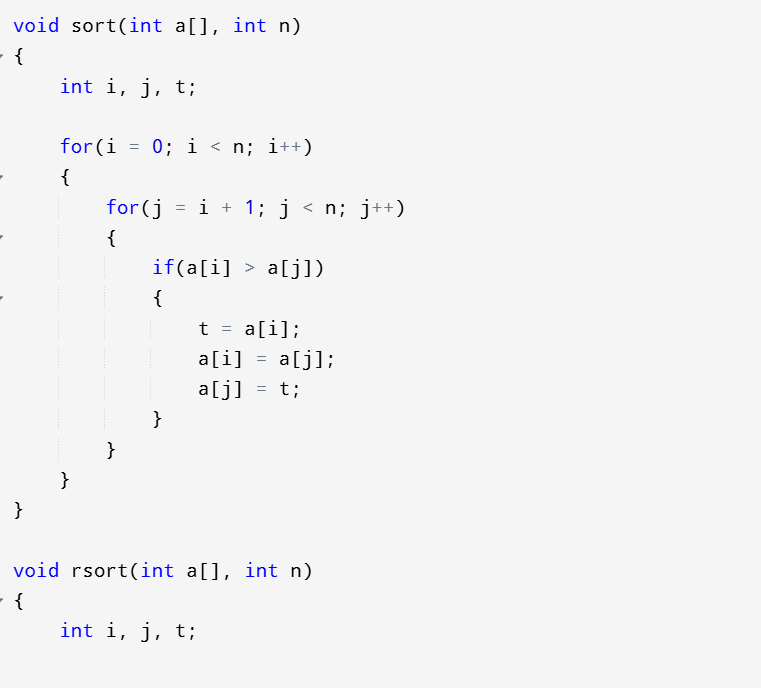 void sort(int a[], int n)
{
    int i, j, t;

    for(i = 0; i < n; i++)
    {
        for(j = i + 1; j < n; j++)
        {
            if(a[i] > a[j])
            {
                t = a[i];
                a[i] = a[j];
                a[j] = t;
            }
        }
    }
}

void rsort(int a[], int n)
{
    int i, j, t;